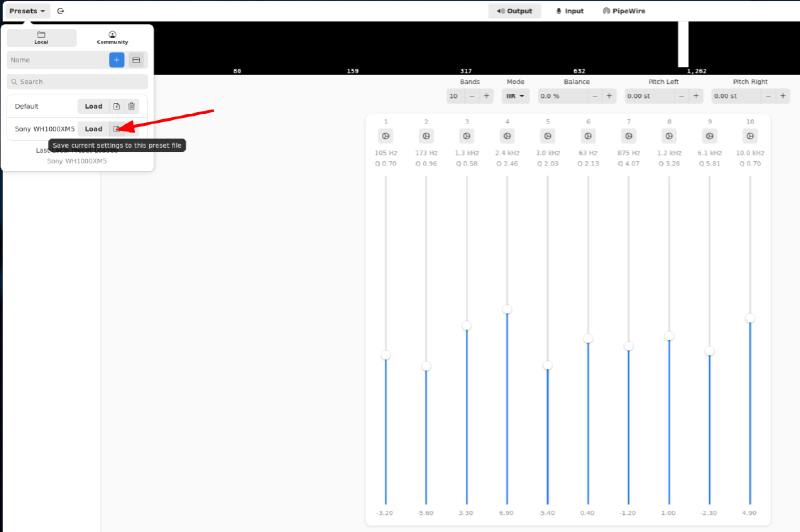 Presets
Output
Input
PipeWire
Local
Community
Name
Search
Default
Load
Sony WH1000XM5
Load
Save current settings to this preset file
Sony WH1000XM5
80
159
317
632
1,262
Bands
Mode
Balance
Pitch Left
Pitch Right
10
IIR
0.0 %
0.00 st
0.00 st
1 2 3 4 5 6 7 8 9 10
105 Hz 173 Hz 1.3 kHz 2.4 kHz 3.0 kHz 63 Hz 875 Hz 1.2 kHz 6.1 kHz 10.0 kHz
Q 0.70 Q 0.96 Q 0.58 Q 2.46 Q 2.03 Q 2.13 Q 4.07 Q 3.28 Q 5.81 Q 0.70
-3.20 -5.60 3.30 6.90 -5.40 0.40 -1.20 1.00 -2.30 4.90